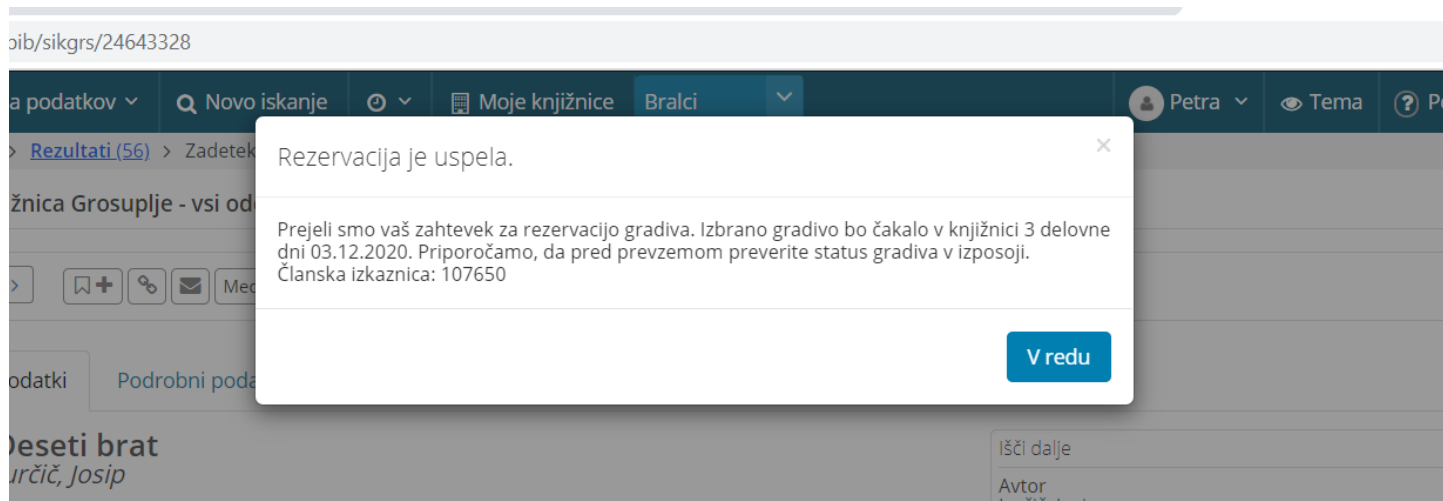 bib/sikgrs/24643328
a podatkov Novo iskanje Moje knjižnice Bralci Petra Tema
> Rezultati (56) > Zadetek
Rezervacija je uspela. ×
žnica Grosuplje - vsi od
Prejeli smo vaš zahtevek za rezervacijo gradiva. Izbrano gradivo bo čakalo v knjižnici 3 delovne
dni 03.12.2020. Priporočamo, da pred prevzemom preverite status gradiva v izposoji.
Članska izkaznica: 107650
V redu
odatki Podrobni poda
Deseti brat
určič, Josip
Išči dalje
Avtor